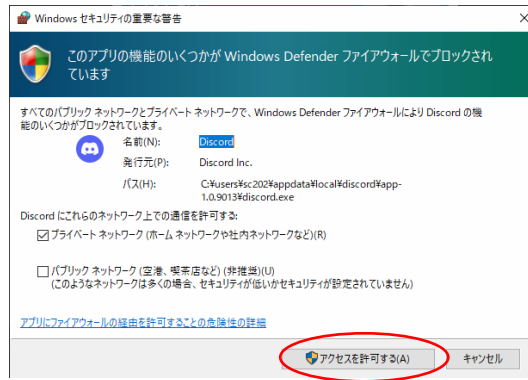 Windows セキュリティの重要な警告
このアプリの機能のいくつかが Windows Defender ファイアウォールでブロックされ
ています
すべてのパブリック ネットワークとプライベート ネットワークで、Windows Defender ファイアウォールにより Discord の機
能のいくつかがブロックされています。
名前(N): Discord
発行元(P): Discord Inc.
パス(H): C:¥users¥sc202¥appdata¥local¥discord¥app-
1.0.9013¥discord.exe
Discord にこれらのネットワーク上での通信を許可する:
プライベート ネットワーク (ホーム ネットワークや社内ネットワークなど)(R)
パブリック ネットワーク (空港、喫茶店など) (非推奨)(U)
(このようなネットワークは多くの場合、セキュリティが低いかセキュリティが設定されていません)
アプリにファイアウォールの経由を許可することの危険性の詳細
アクセスを許可する(A) キャンセル